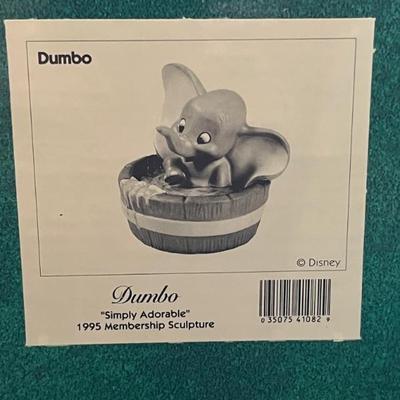 Dumbo
© Disney
Dumbo
"Simply Adorable"
1995 Membership Sculpture
0 35075 41082 9